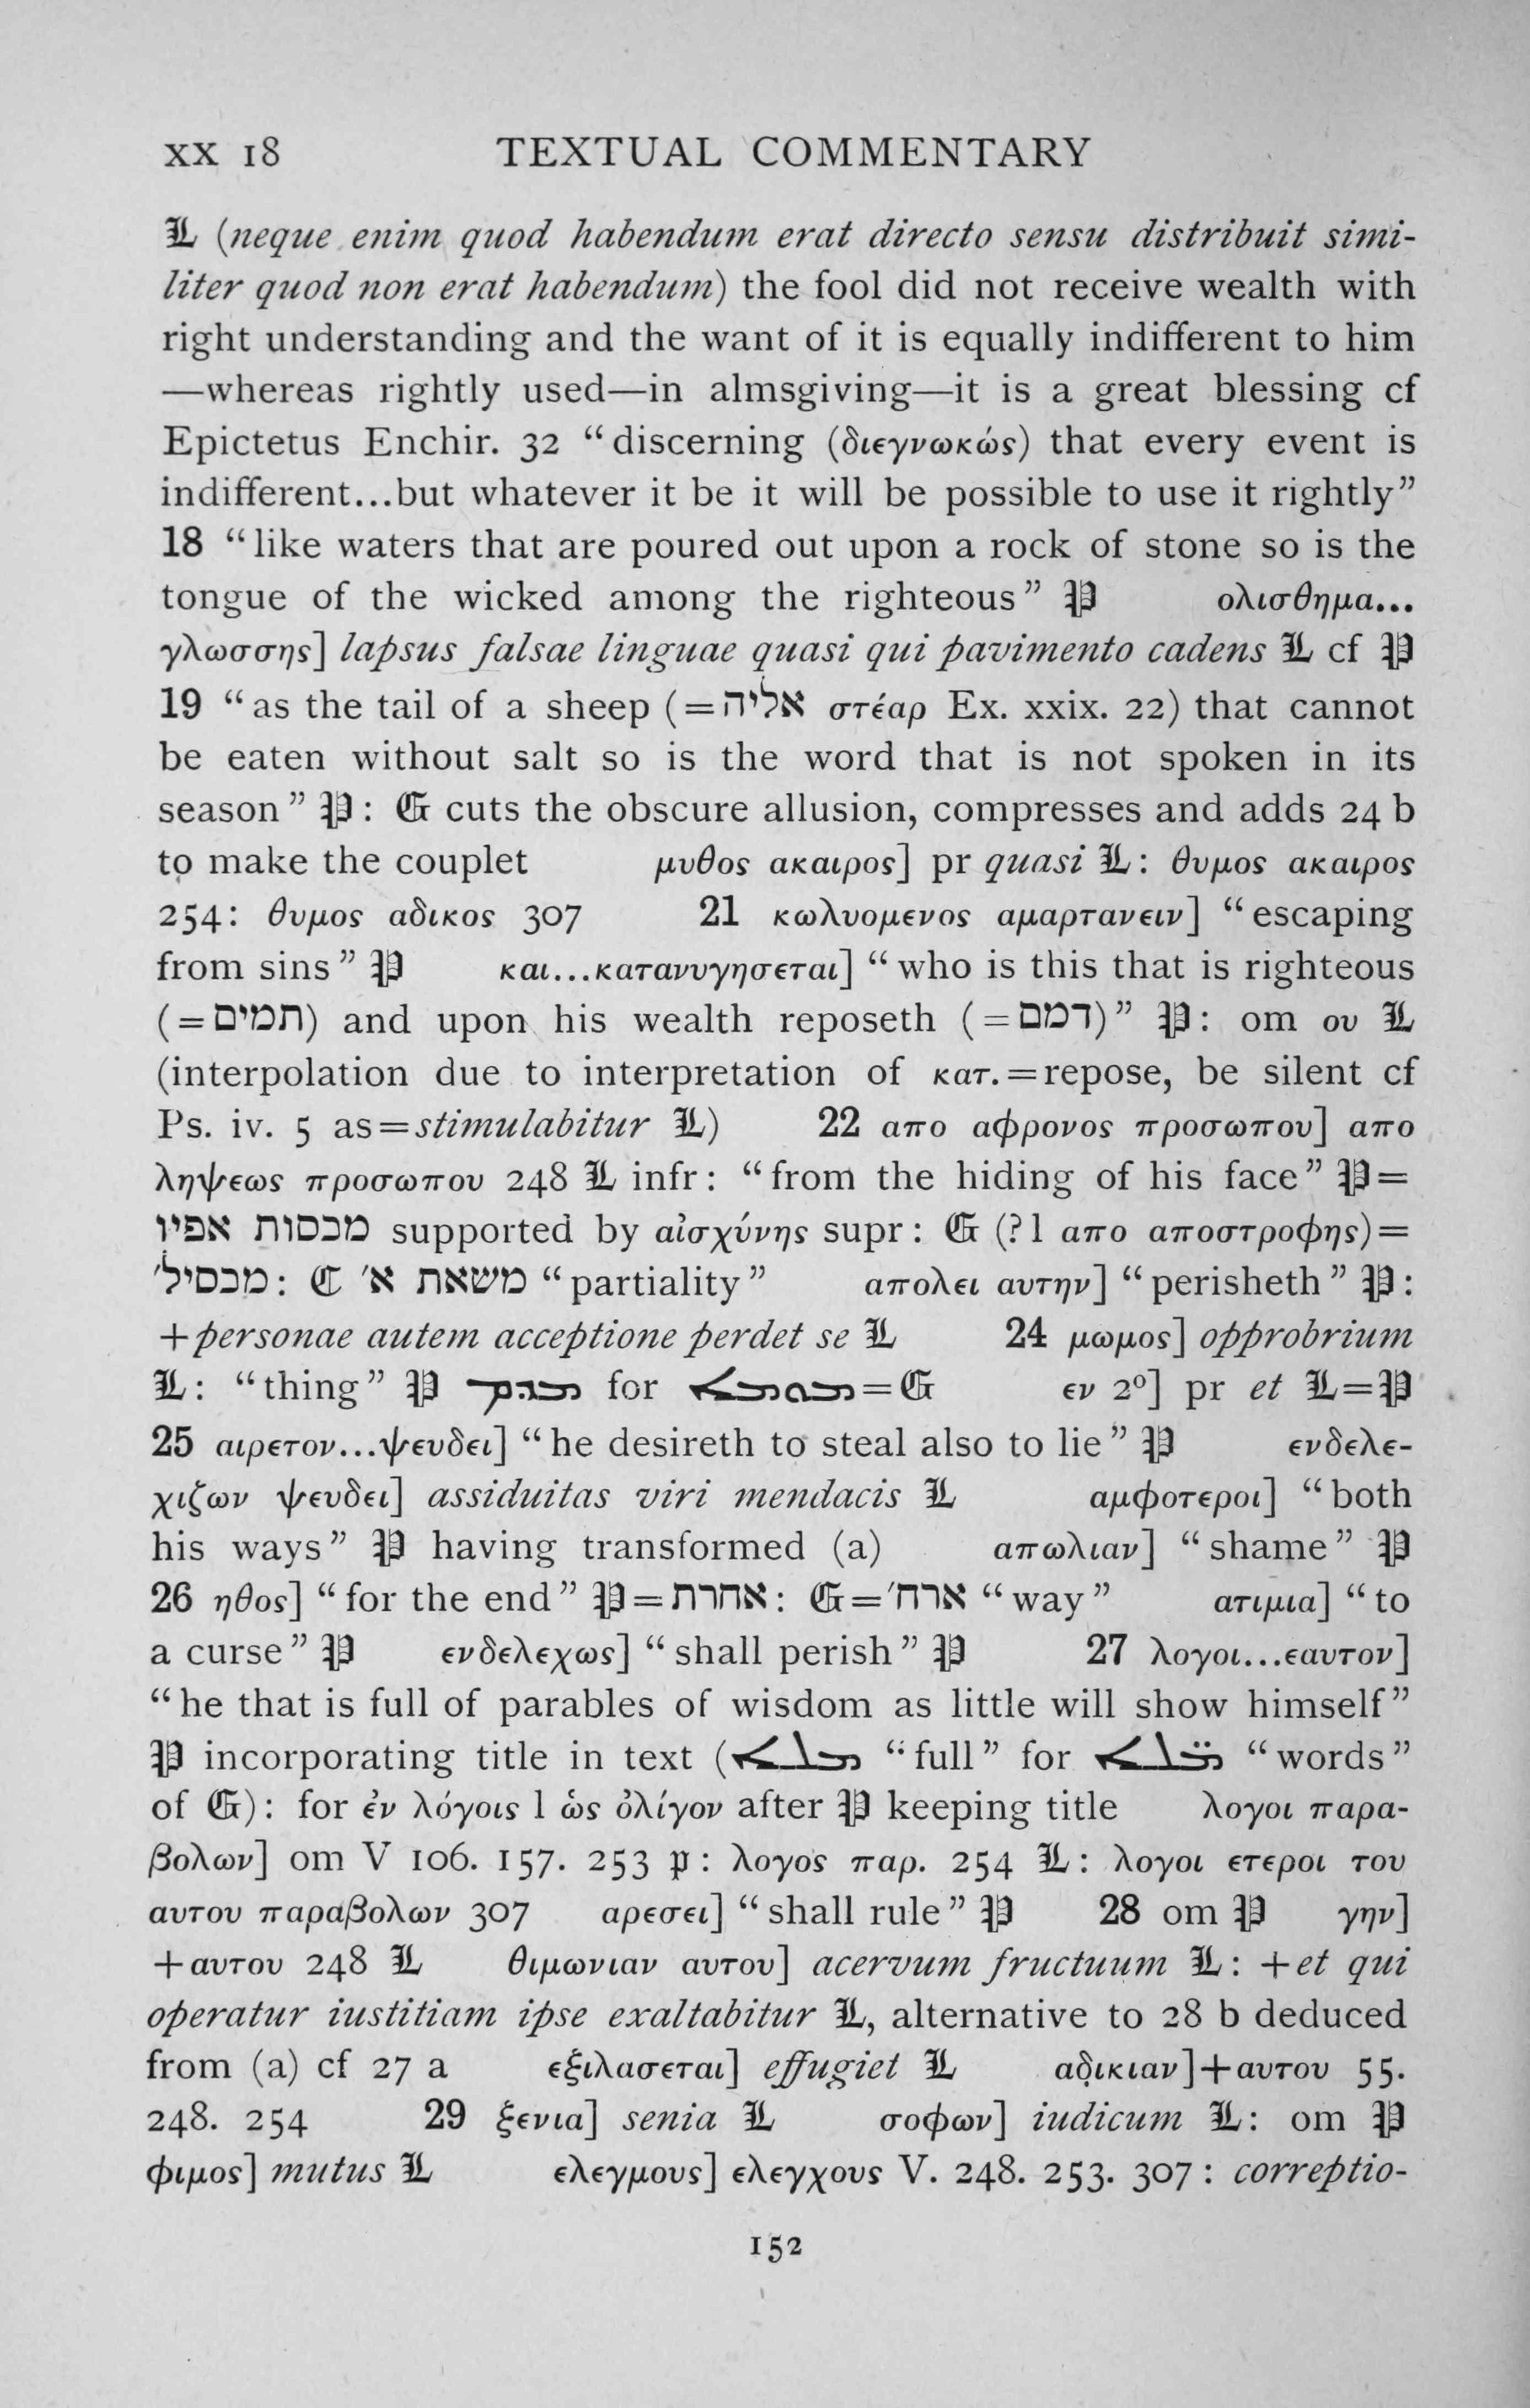 xx 18 TEXTUAL COMMENTARY
𝕷 (neque enim quod habendum erat directo sensu distribuit simi-
liter quod non erat habendum) the fool did not receive wealth with
right understanding and the want of it is equally indifferent to him
—whereas rightly used—in almsgiving—it is a great blessing cf
Epictetus Enchir. 32 “discerning (διεγνωκώς) that every event is
indifferent...but whatever it be it will be possible to use it rightly”
18 “like waters that are poured out upon a rock of stone so is the
tongue of the wicked among the righteous” 𝕻 ολισθημα...
γλωσσης] lapsus falsae linguae quasi qui pavimento cadens 𝕷 cf 𝕻
19 “as the tail of a sheep (=אליה στέαρ Ex. xxix. 22) that cannot
be eaten without salt so is the word that is not spoken in its
season” 𝕻: 𝕲 cuts the obscure allusion, compresses and adds 24 b
to make the couplet μυθος ακαιρος] pr quasi 𝕷: θυμος ακαιρος
254: θυμος αδικος 307 21 κωλυομενος αμαρτανειν] “escaping
from sins” 𝕻 και...κατανυγησεται] “who is this that is righteous
(=תמים) and upon his wealth reposeth (=דמם)” 𝕻: om ου 𝕷
(interpolation due to interpretation of κατ.=repose, be silent cf
Ps. iv. 5 as=stimulabitur 𝕷) 22 απο αφρονος προσωπου] απο
ληψεως προσωπου 248 𝕷 infr: “from the hiding of his face” 𝕻=
מכסות אפיו supported by αἰσχύνης supr: 𝕲 (? l απο αποστροφης)=
מכסיל׳: ℭ משאת א׳ “partiality” απολει αυτην] “perisheth” 𝕻:
+personae autem acceptione perdet se 𝕷 24 μωμος] opprobrium
𝕷: “thing” 𝕻 ܡܕܡ for ܡܘܡܐ=𝕲 εν 2⁰] pr et 𝕷=𝕻
25 αιρετον...ψευδει] “he desireth to steal also to lie” 𝕻 ενδελε-
χιζων ψευδει] assiduitas viri mendacis 𝕷 αμφοτεροι] “both
his ways” 𝕻 having transformed (a) απωλιαν] “shame” 𝕻
26 ηθος] “for the end” 𝕻=אחרת: 𝕲=ארח׳ “way” ατιμια] “to
a curse” 𝕻 ενδελεχως] “shall perish” 𝕻 27 λογοι...εαυτον]
“he that is full of parables of wisdom as little will show himself”
𝕻 incorporating title in text (ܡܠܐ “full” for ܡ̈ܠܐ “words”
of 𝕲): for ἐν λόγοις l ὡς ὀλίγον after 𝕻 keeping title λογοι παρα-
βολων] om V 106. 157. 253 𝔭: λογος παρ. 254 𝕷: λογοι ετεροι του
αυτου παραβολων 307 αρεσει] “shall rule” 𝕻 28 om 𝕻 γην]
+αυτου 248 𝕷 θιμωνιαν αυτου] acervum fructuum 𝕷: +et qui
operatur iustitiam ipse exaltabitur 𝕷, alternative to 28 b deduced
from (a) cf 27 a εξιλασεται] effugiet 𝕷 αδικιαν]+αυτου 55.
248. 254 29 ξενια] senia 𝕷 σοφων] iudicum 𝕷: om 𝕻
φιμος] mutus 𝕷 ελεγμους] ελεγχους V. 248. 253. 307: correptio-
152